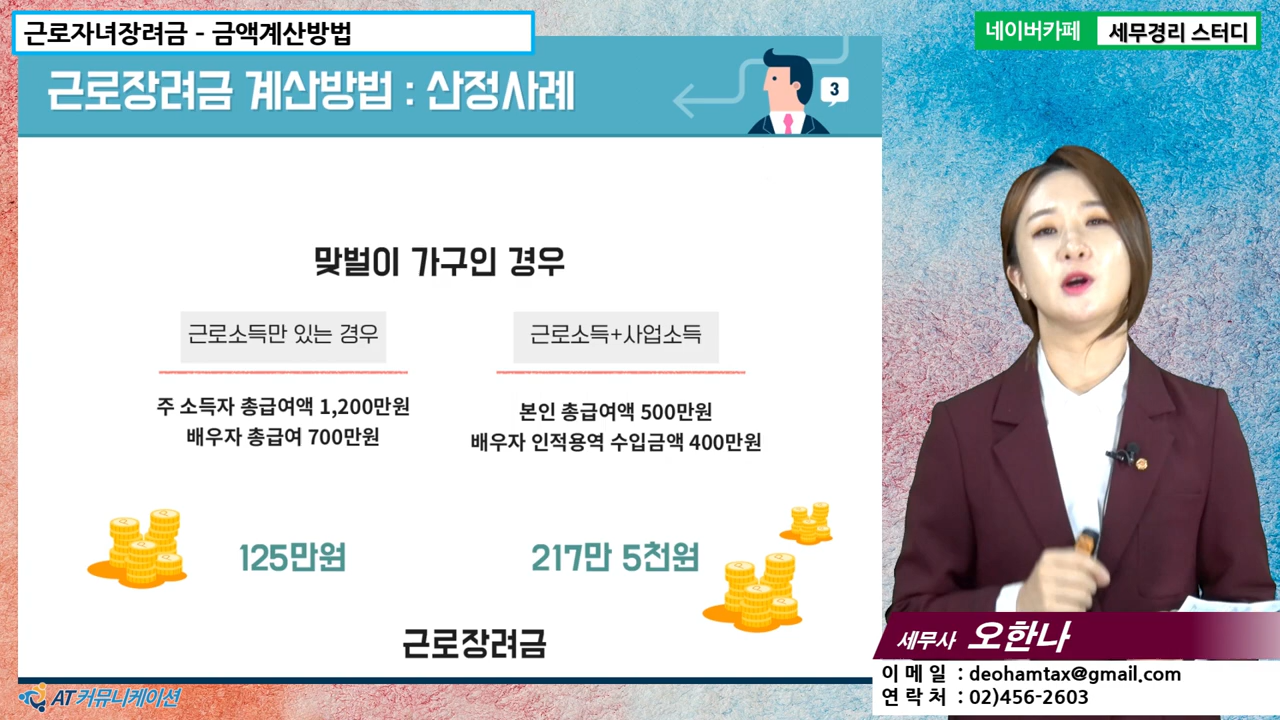 근로자녀장려금 - 금액계산방법
네이버카페 세무경리 스터디
근로장려금 계산방법 : 산정사례
3
맞벌이 가구인 경우
근로소득만 있는 경우
주 소득자 총급여액 1,200만원
배우자 총급여 700만원
125만원
근로소득+사업소득
본인 총급여액 500만원
배우자 인적용역 수입금액 400만원
217만 5천원
근로장려금
세무사 오한나
이 메 일 : deohamtax@gmail.com
연 락 처 : 02)456-2603
AT커뮤니케이션